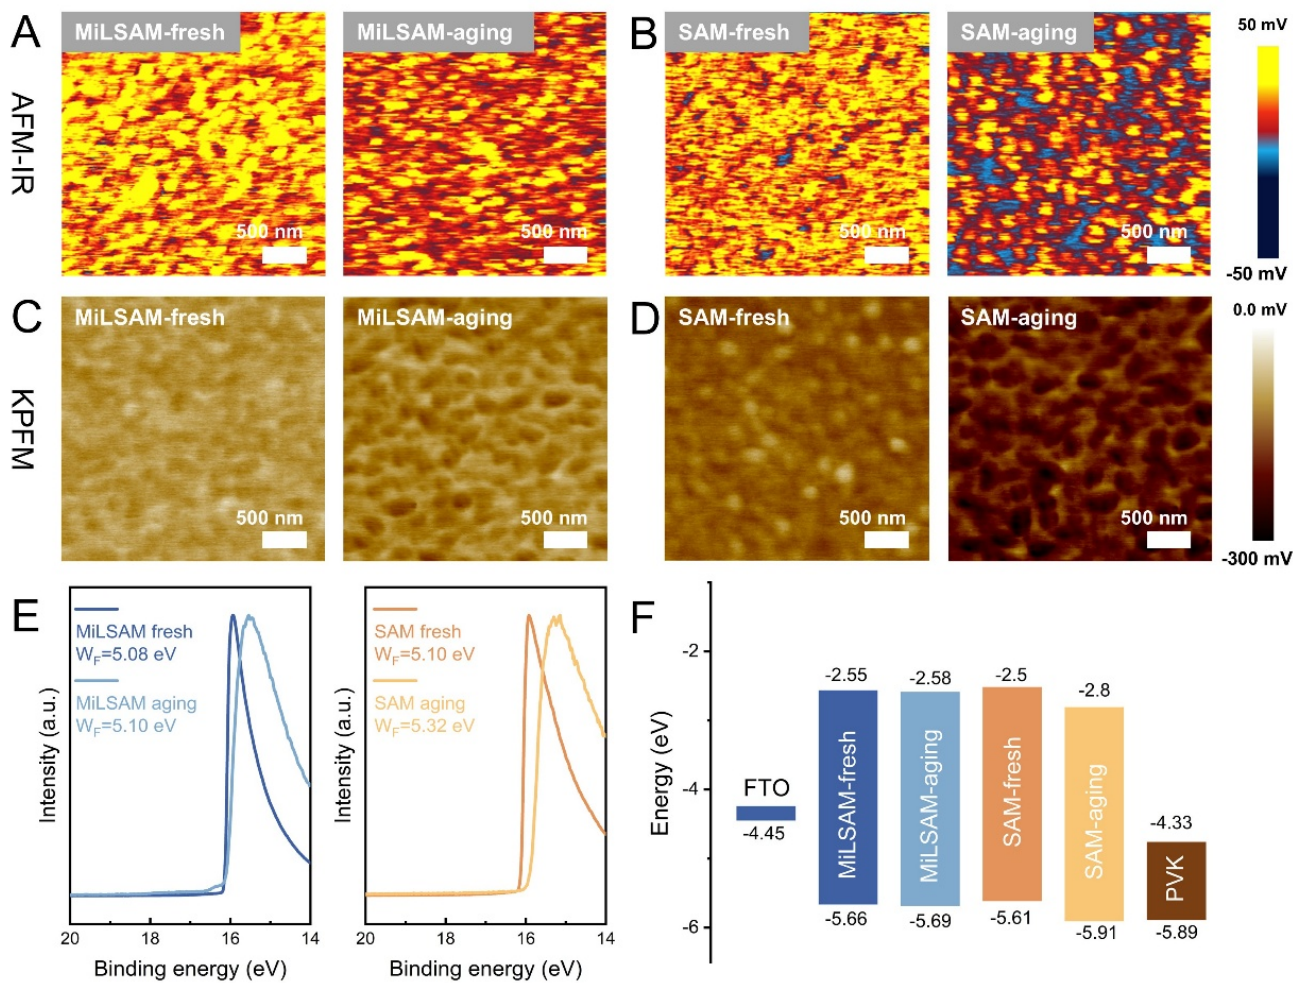 A
MiLSAM-fresh
MiLSAM-aging
B
SAM-fresh
SAM-aging
50 mV
AFM-IR
500 nm
500 nm
500 nm
500 nm
-50 mV
C
MiLSAM-fresh
MiLSAM-aging
D
SAM-fresh
SAM-aging
0.0 mV
KPFM
500 nm
500 nm
500 nm
500 nm
-300 mV
E
Intensity (a.u.)
MiLSAM fresh
W_F=5.08 eV
MiLSAM aging
W_F=5.10 eV
20
18
16
14
Binding energy (eV)
Intensity (a.u.)
SAM fresh
W_F=5.10 eV
SAM aging
W_F=5.32 eV
20
18
16
14
Binding energy (eV)
F
Energy (eV)
-2
-4
-6
FTO
-4.45
-2.55
MiLSAM-fresh
-5.66
-2.58
MiLSAM-aging
-5.69
-2.5
SAM-fresh
-5.61
-2.8
SAM-aging
-5.91
-4.33
PVK
-5.89